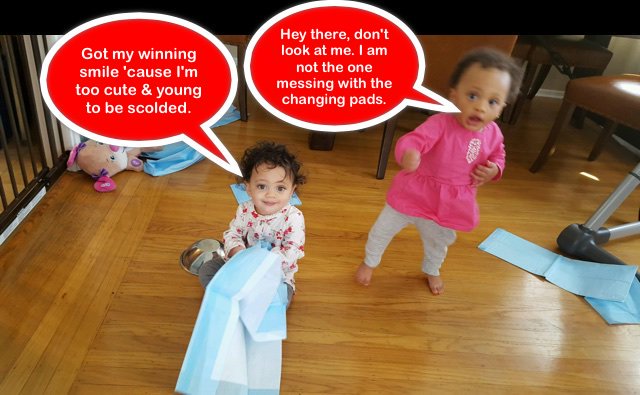 Got my winning
smile 'cause I'm
too cute & young
to be scolded.
Hey there, don't
look at me. I am
not the one
messing with the
changing pads.